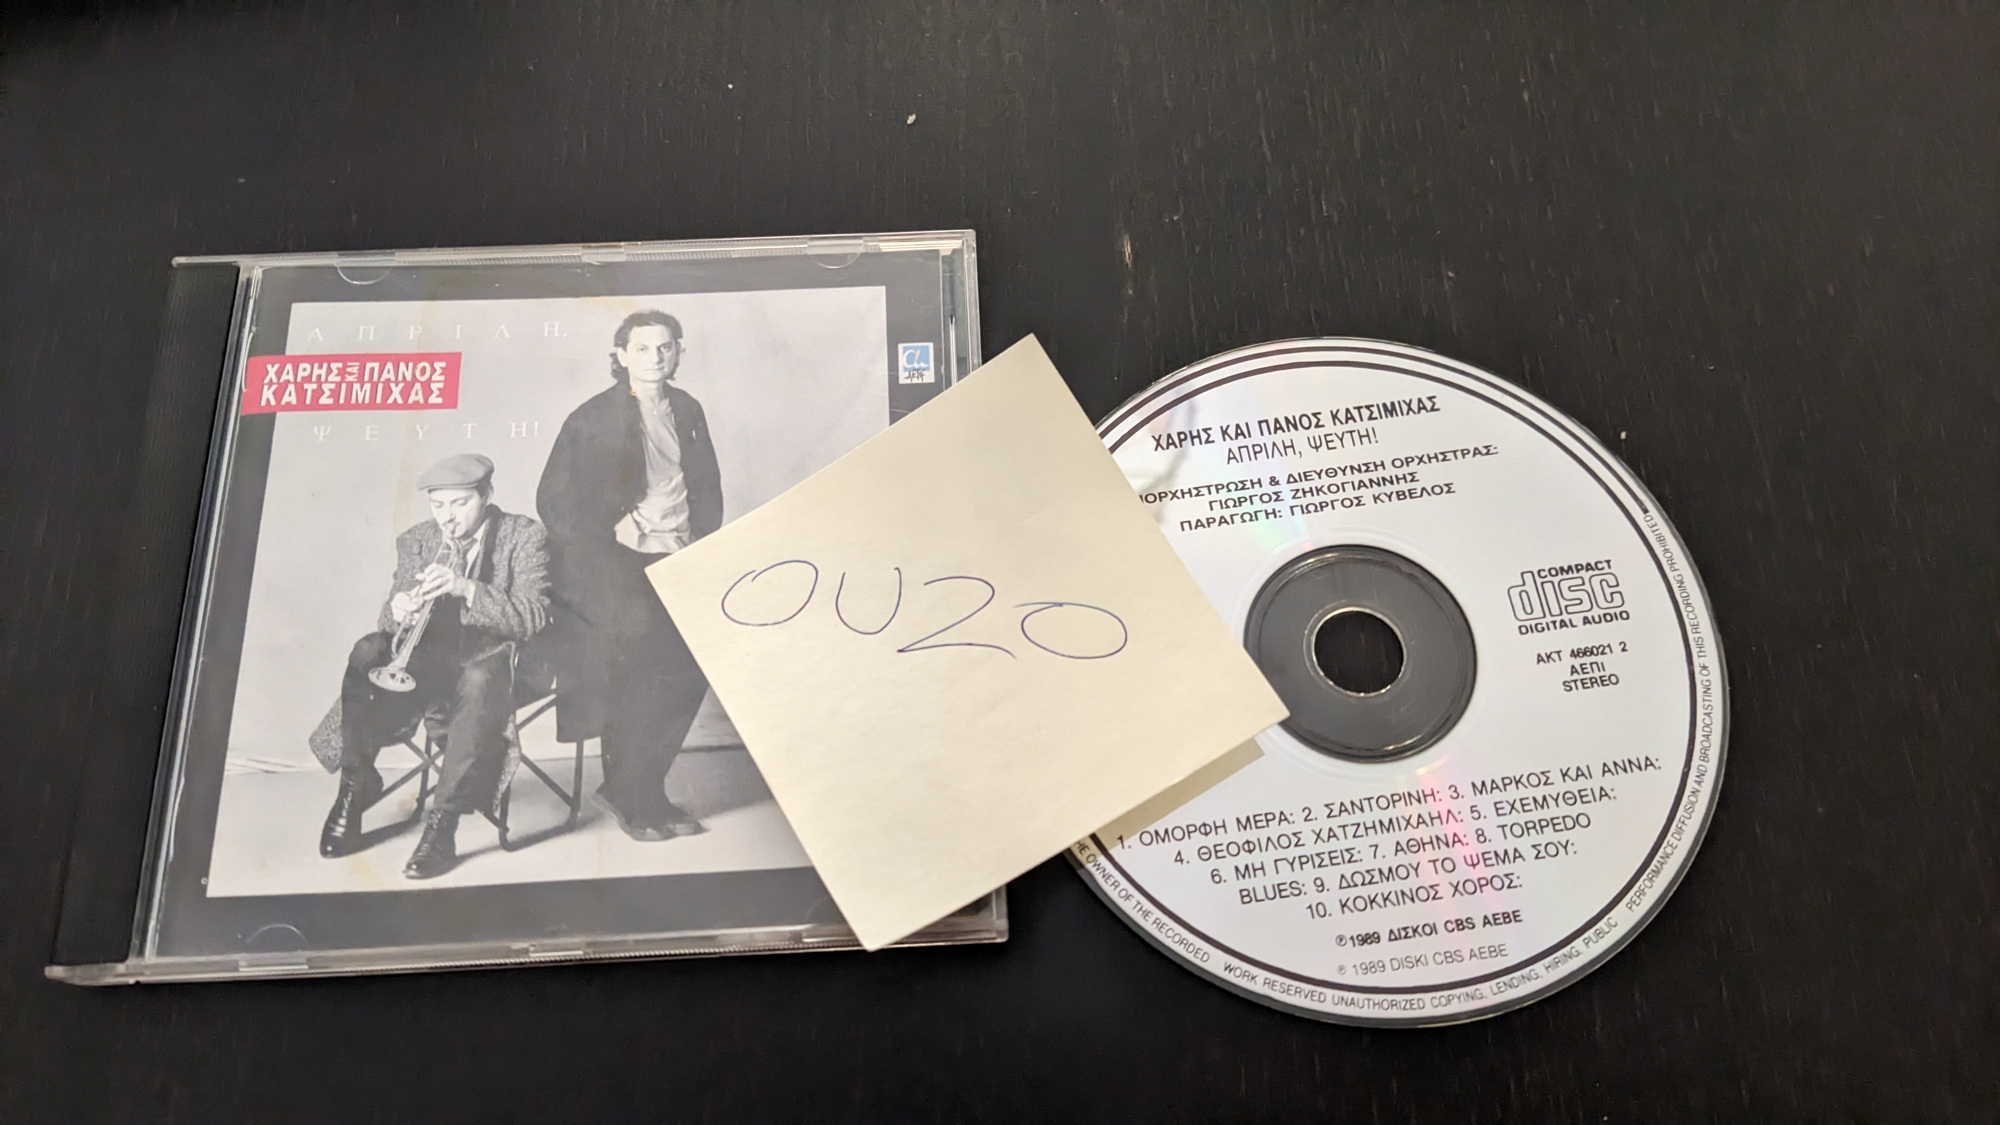 ΑΠΡΙΛΗ,
ΧΑΡΗΣ ΚΑΙ ΠΑΝΟΣ
ΚΑΤΣΙΜΙΧΑΣ
ΨΕΥΤΗ!
OUZO
ΧΑΡΗΣ ΚΑΙ ΠΑΝΟΣ ΚΑΤΣΙΜΙΧΑΣ
ΑΠΡΙΛΗ, ΨΕΥΤΗ!
ΟΡΧΗΣΤΡΩΣΗ & ΔΙΕΥΘΥΝΣΗ ΟΡΧΗΣΤΡΑΣ:
ΓΙΩΡΓΟΣ ΖΗΚΟΓΙΑΝΝΗΣ
ΠΑΡΑΓΩΓΗ: ΓΙΩΡΓΟΣ ΚΥΒΕΛΟΣ
COMPACT
disc
DIGITAL AUDIO
AKT 466021 2
ΑΕΠΙ
STEREO
1. ΟΜΟΡΦΗ ΜΕΡΑ: 2. ΣΑΝΤΟΡΙΝΗ: 3. ΜΑΡΚΟΣ ΚΑΙ ΑΝΝΑ:
4. ΘΕΟΦΙΛΟΣ ΧΑΤΖΗΜΙΧΑΗΛ: 5. ΕΧΕΜΥΘΕΙΑ:
6. ΜΗ ΓΥΡΙΣΕΙΣ: 7. ΑΘΗΝΑ: 8. TORPEDO
BLUES: 9. ΔΩΣΜΟΥ ΤΟ ΨΕΜΑ ΣΟΥ:
10. ΚΟΚΚΙΝΟΣ ΧΟΡΟΣ:
℗1989 ΔΙΣΚΟΙ CBS ΑΕΒΕ
℗ 1989 DISKI CBS AEBE
THE OWNER OF THE RECORDED WORK RESERVED UNAUTHORIZED COPYING, LENDING, HIRING, PUBLIC PERFORMANCE DIFFUSION AND BROADCASTING OF THIS RECORDING PROHIBITED